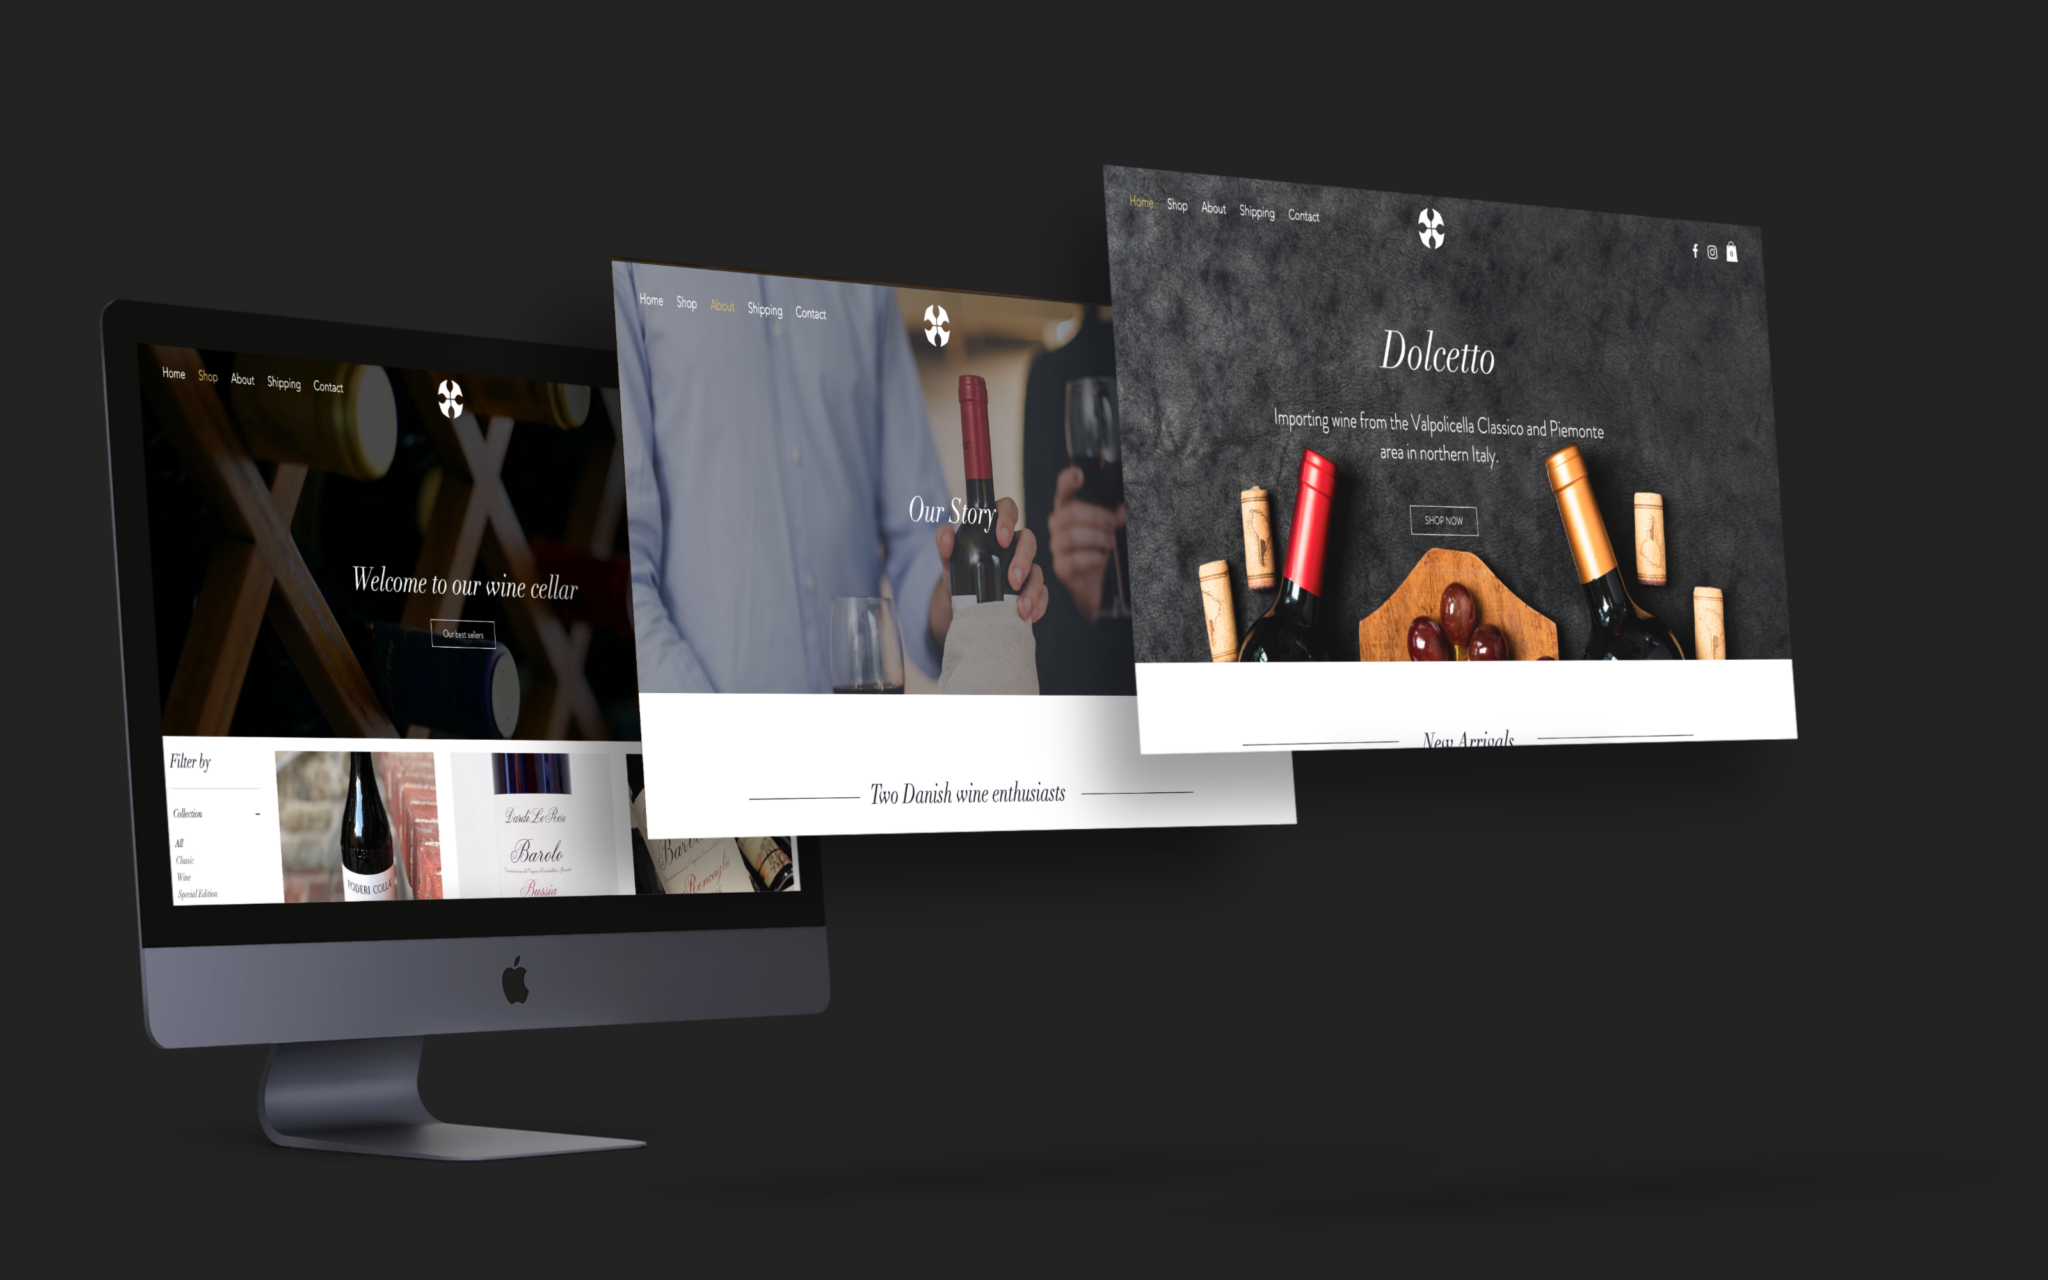 Home Shop About Shipping Contact
Welcome to our wine cellar
Our best sellers
Filter by
Collection -
All
Classic
Wine
Special Edition
PODERI COLLA
Dardi Le Rose
Barolo
Bussia
Roncaglie
Home Shop About Shipping Contact
Our Story
Two Danish wine enthusiasts
Home Shop About Shipping Contact
0
Dolcetto
Importing wine from the Valpolicella Classico and Piemonte
area in northern Italy.
SHOP NOW
New Arrivals